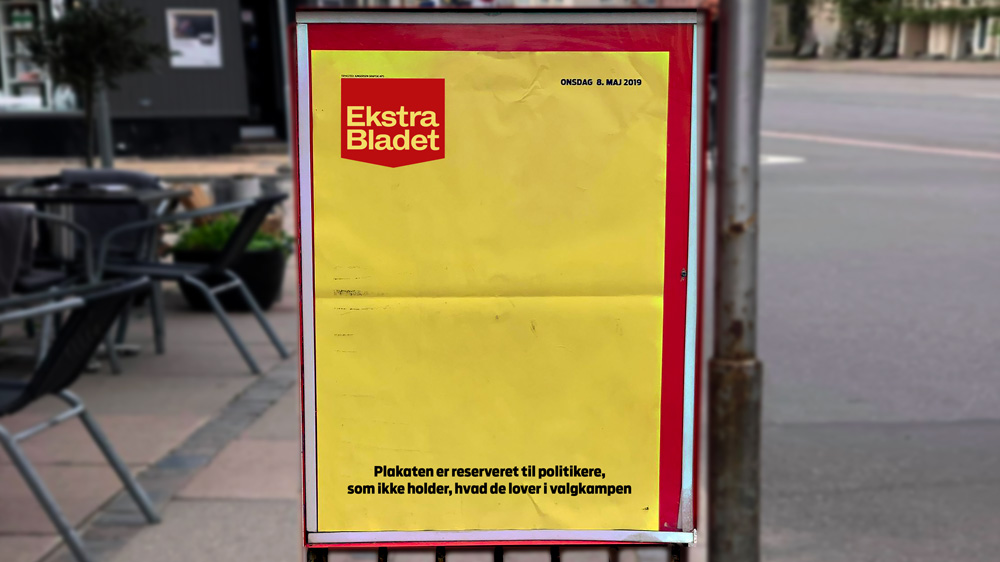 Ekstra
Bladet
ONSDAG 8. MAJ 2019
Plakaten er reserveret til politikere,
som ikke holder, hvad de lover i valgkampen